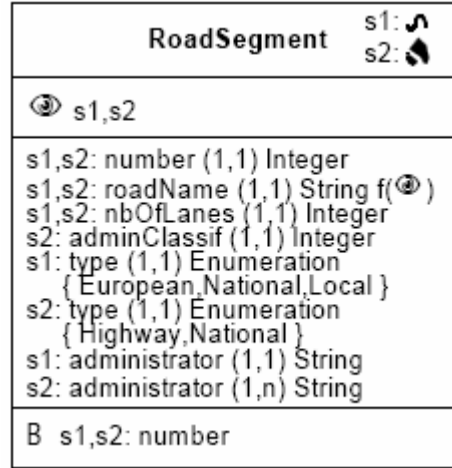 RoadSegment
s1:
s2:
s1,s2
s1,s2: number (1,1) Integer
s1,s2: roadName (1,1) String f( )
s1,s2: nbOfLanes (1,1) Integer
s2: adminClassif (1,1) Integer
s1: type (1,1) Enumeration
{ European,National,Local }
s2: type (1,1) Enumeration
{ Highway,National }
s1: administrator (1,1) String
s2: administrator (1,n) String
B s1,s2: number